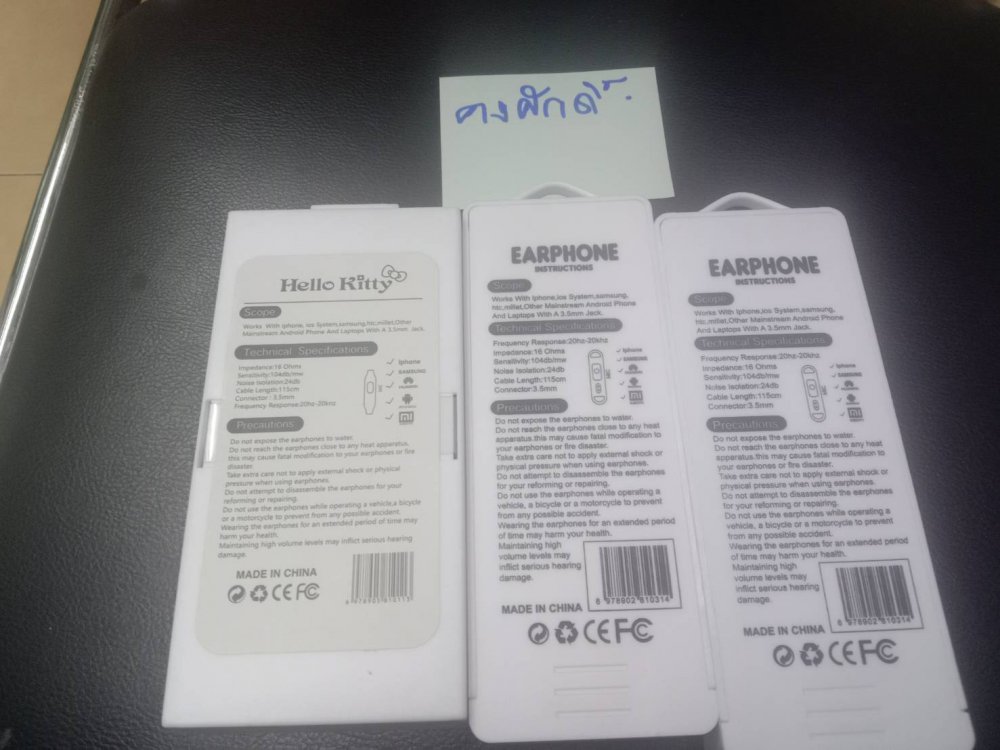 คงศักดิ์.
Hello Kitty
Scope
Works With iphone, ios System,samsung,htc,millet,Other
Mainstream Android Phone And Laptops With A 3.5mm Jack.
Technical Specifications
Impedance:16 Ohms
Sensitivity:104db/mw
Noise Isolation:24db
Cable Length:115cm
Connector : 3.5mm
Frequency Response:20hz-20khz
Iphone
SAMSUNG
HUAWEI
mi
Precautions
Do not expose the earphones to water.
Do not reach the earphones close to any heat apparatus,
this may cause fatal modification to your earphones or fire
disaster.
Take extra care not to apply external shock or physical
pressure when using earphones.
Do not attempt to disassemble the earphones for your
reforming or repairing.
Do not use the earphones while operating a vehicle,a bicycle
or a motorcycle to prevent from any possible accident.
Wearing the earphones for an extended period of time may
harm your health.
Maintaining high volume levels may inflict serious hearing
damage.
MADE IN CHINA
CE FC
6 978902 810113
EARPHONE
INSTRUCTIONS
Scope
Works With Iphone,ios System,samsung,
htc,millet,Other Mainstream Android Phone
And Laptops With A 3.5mm Jack.
Technical Specifications
Frequency Response:20hz-20khz
Impedance:16 Ohms
Sensitivity:104db/mw
Noise Isolation:24db
Cable Length:115cm
Connector:3.5mm
Iphone
SAMSUNG
mi
Precautions
Do not expose the earphones to water.
Do not reach the earphones close to any heat
apparatus.this may cause fatal modification to
your earphones or fire disaster.
Take extra care not to apply external shock or
physical pressure when using earphones.
Do not attempt to disassemble the earphones
for your reforming or repairing.
Do not use the earphones while operating a
vehicle, a bicycle or a motorcycle to prevent
from any possible accident.
Wearing the earphones for an extended period
of time may harm your health.
Maintaining high
volume levels may
inflict serious hearing
damage.
MADE IN CHINA
6 978902 810314
CE FC
EARPHONE
INSTRUCTIONS
Scope
Works With Iphone,ios System,samsung,
htc,millet,Other Mainstream Android Phone
And Laptops With A 3.5mm Jack.
Technical Specifications
Frequency Response:20hz-20khz
Impedance:16 Ohms
Sensitivity:104db/mw
Noise Isolation:24db
Cable Length:115cm
Connector:3.5mm
Iphone
SAMSUNG
HUAWEI
mi
Precautions
Do not expose the earphones to water.
Do not reach the earphones close to any heat
apparatus.this may cause fatal modification to
your earphones or fire disaster.
Take extra care not to apply external shock or
physical pressure when using earphones.
Do not attempt to disassemble the earphones
for your reforming or repairing.
Do not use the earphones while operating a
vehicle, a bicycle or a motorcycle to prevent
from any possible accident.
Wearing the earphones for an extended period
of time may harm your health.
Maintaining high
volume levels may
inflict serious hearing
damage.
MADE IN CHINA
6 978902 810314
CE FC